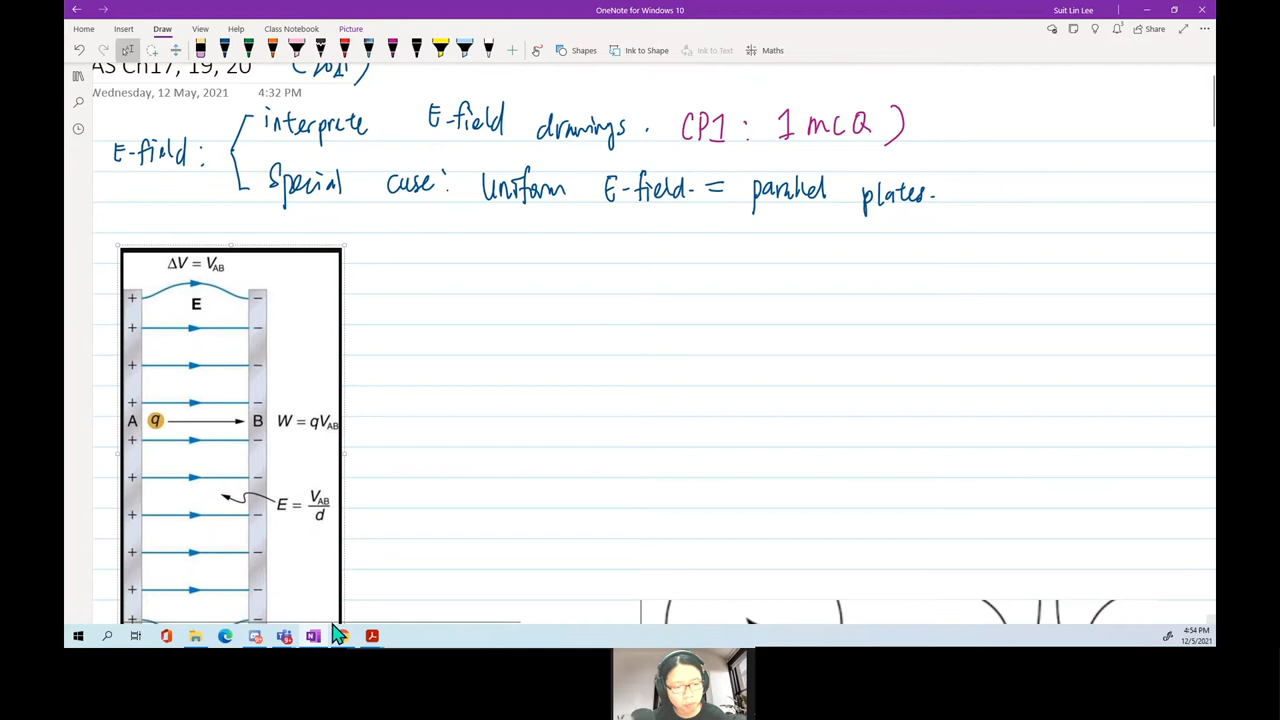 OneNote for Windows 10
Suit Lin Lee
Home Insert Draw View Help Class Notebook Picture
Share
Shapes Ink to Shape Ink to Text Maths
AS Ch17, 19, 20
Wednesday, 12 May, 2021 4:32 PM
E-field :
interprete E-field drawings. (P1 : 1 MCQ)
Special case: Uniform E-field = parallel plates.
ΔV = VAB
E
A q B W = qVAB
E = VAB
d
4:54 PM
12/5/2021